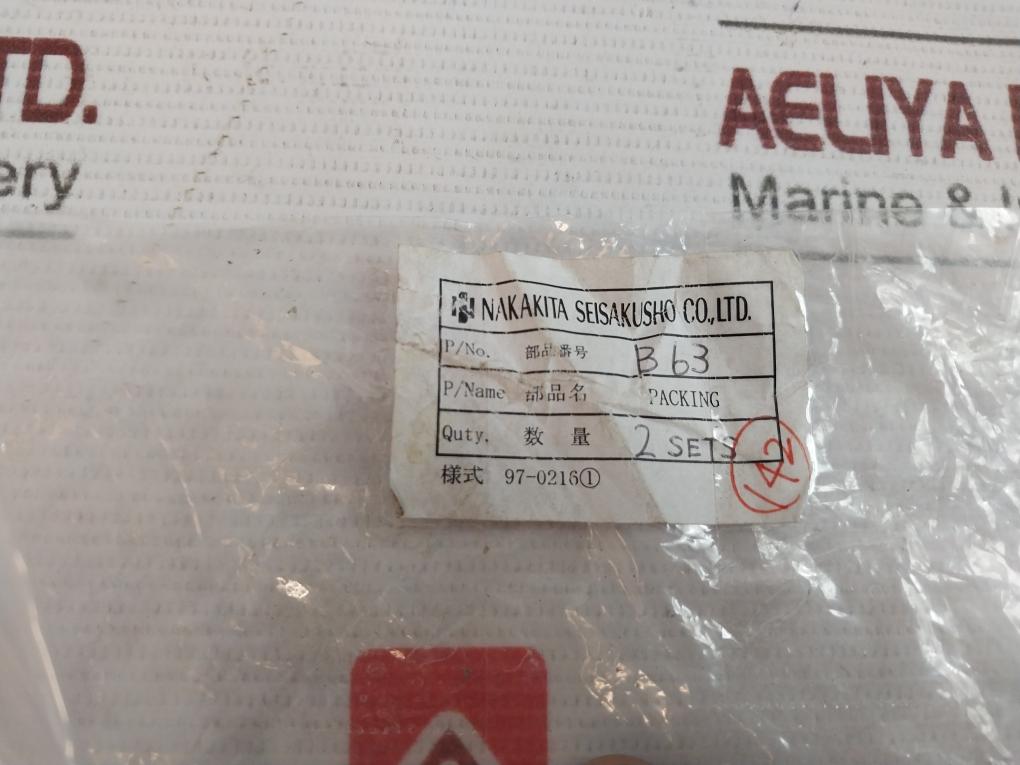 TD.
ery
AELIYA
Marine &
NAKAKITA SEISAKUSHO CO.,LTD.
P/No. 部品番号 B63
P/Name 部品名 PACKING
Quty. 数 量 2 SETS
142
様式 97-0216①